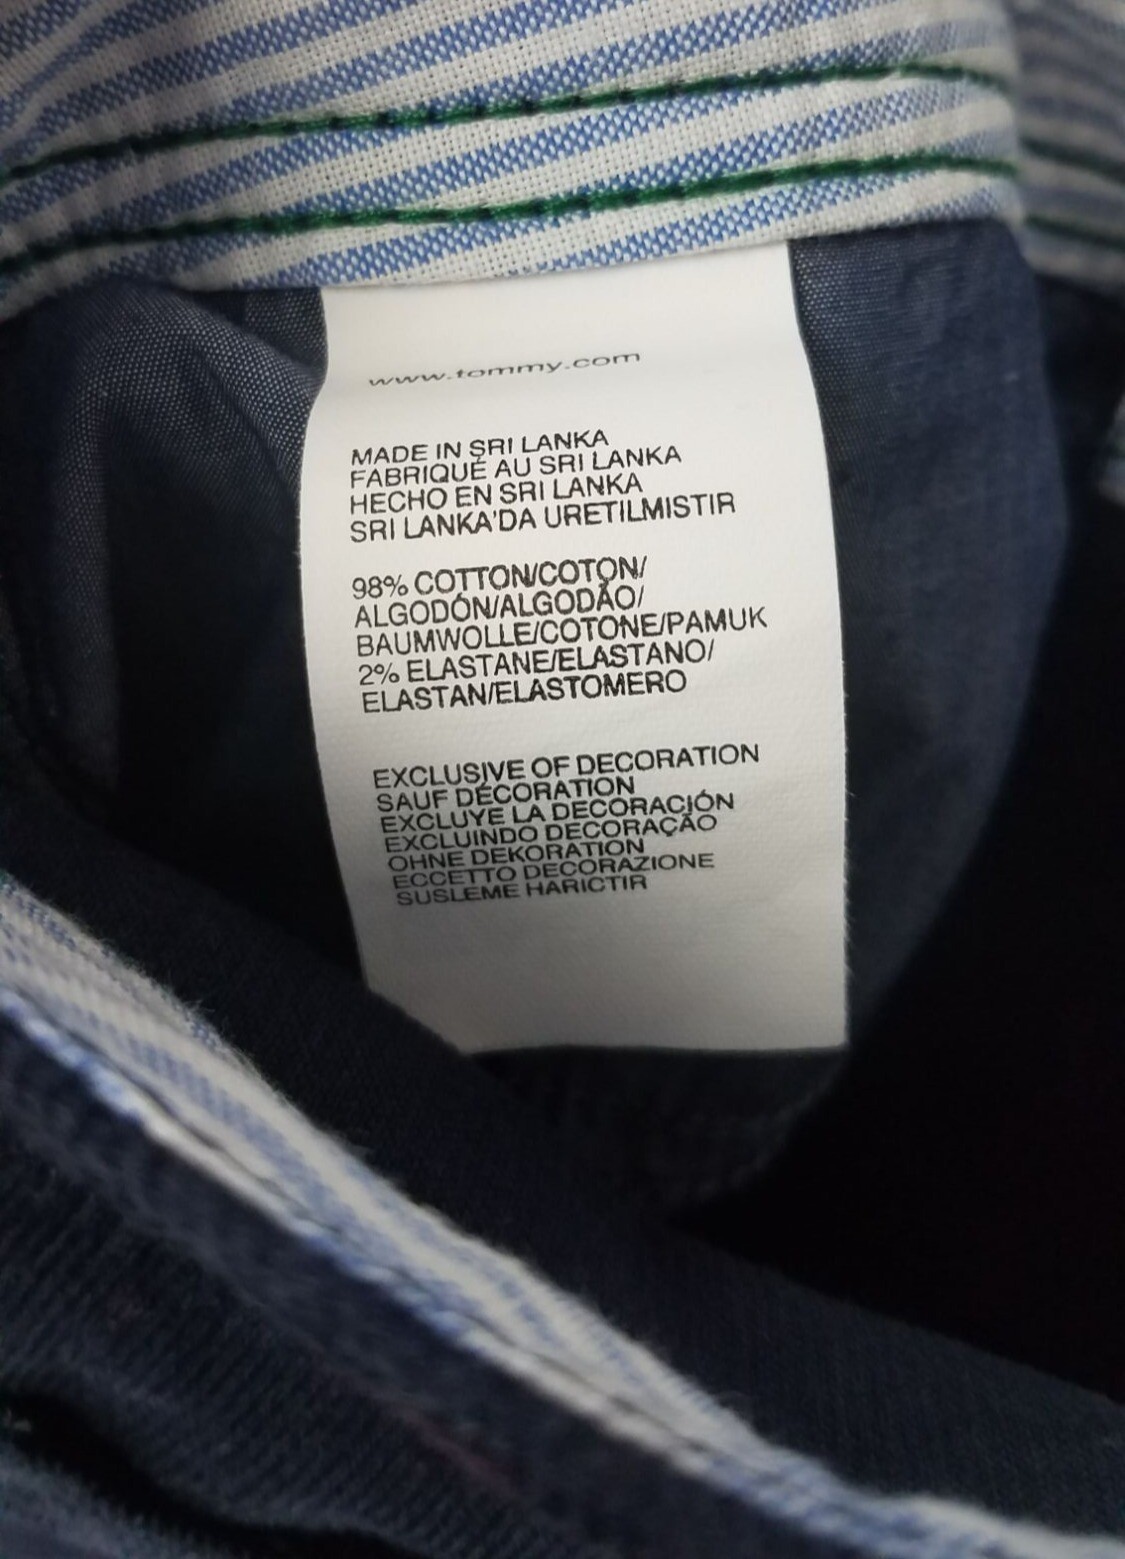 www.tommy.com
MADE IN SRI LANKA
FABRIQUÉ AU SRI LANKA
HECHO EN SRI LANKA
SRI LANKA'DA URETILMISTIR
98% COTTON/COTON/
ALGODÓN/ALGODÃO/
BAUMWOLLE/COTONE/PAMUK
2% ELASTANE/ELASTANO/
ELASTAN/ELASTOMERO
EXCLUSIVE OF DECORATION
SAUF DÉCORATION
EXCLUYE LA DECORACIÓN
EXCLUINDO DECORAÇÃO
OHNE DEKORATION
ECCETTO DECORAZIONE
SUSLEME HARICTIR